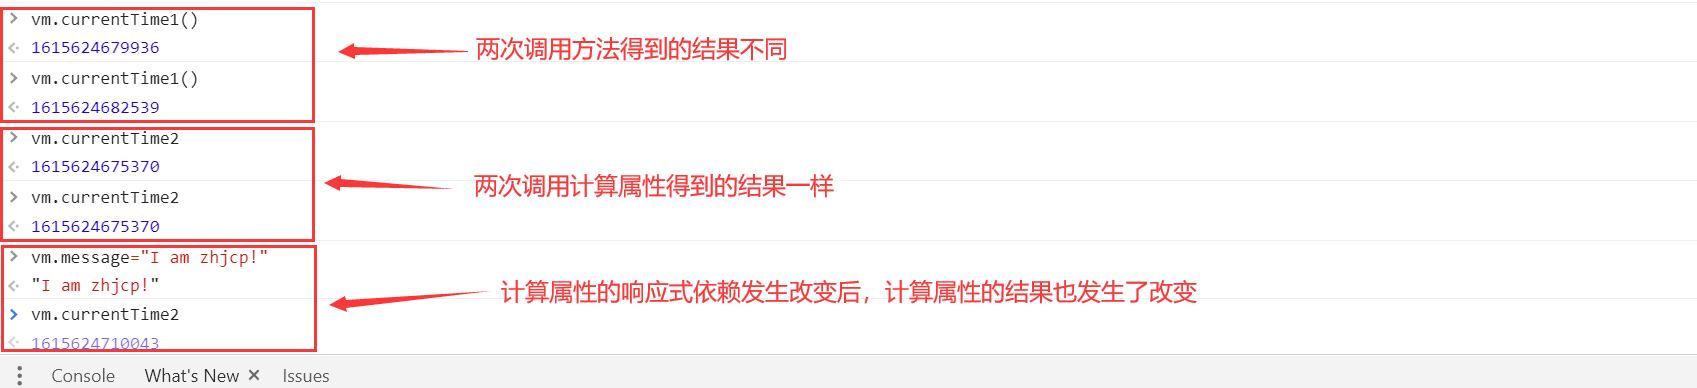 > vm.currentTime1()
1615624679936
两次调用方法得到的结果不同
> vm.currentTime1()
1615624682539
> vm.currentTime2
1615624675370
两次调用计算属性得到的结果一样
> vm.currentTime2
1615624675370
> vm.message="I am zhjcp!"
"I am zhjcp!"
计算属性的响应式依赖发生改变后，计算属性的结果也发生了改变
> vm.currentTime2
1615624710043
Console What's New × Issues